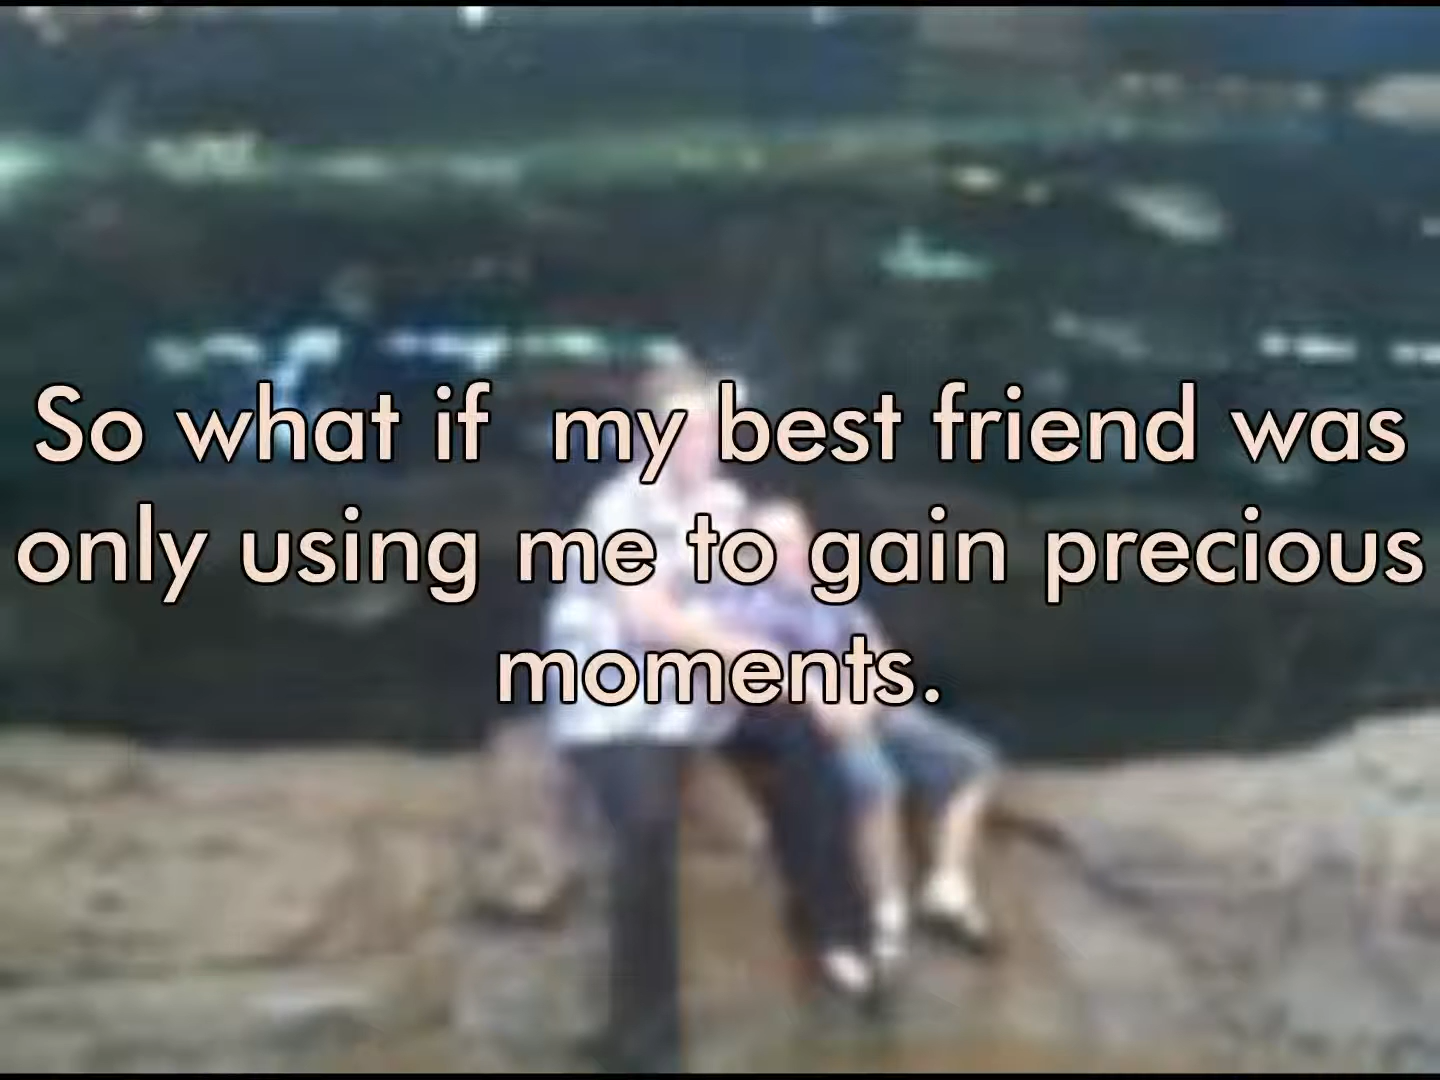 So what if  my best friend was
only using me to gain precious
moments.